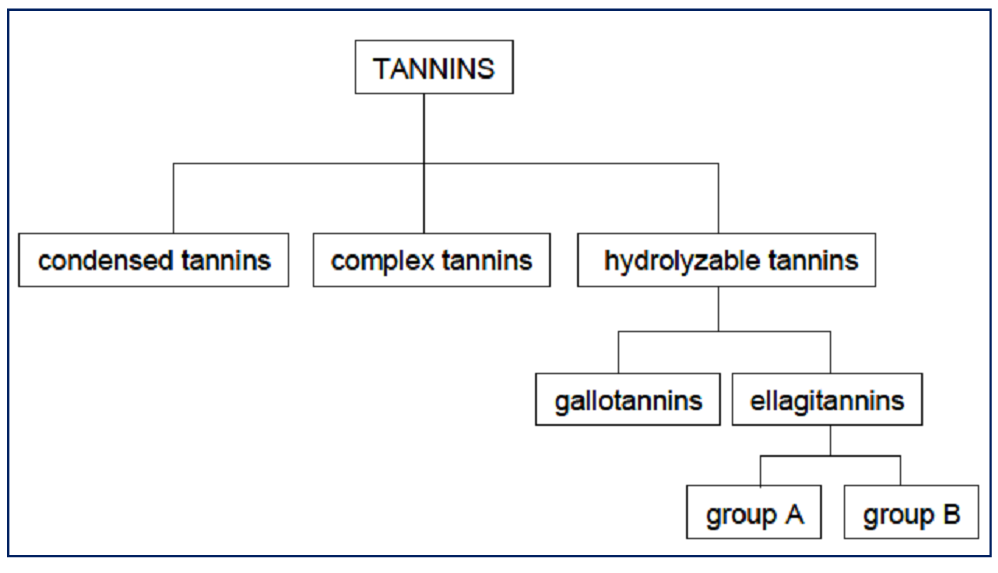 TANNINS
condensed tannins
complex tannins
hydrolyzable tannins
gallotannins
ellagitannins
group A
group B